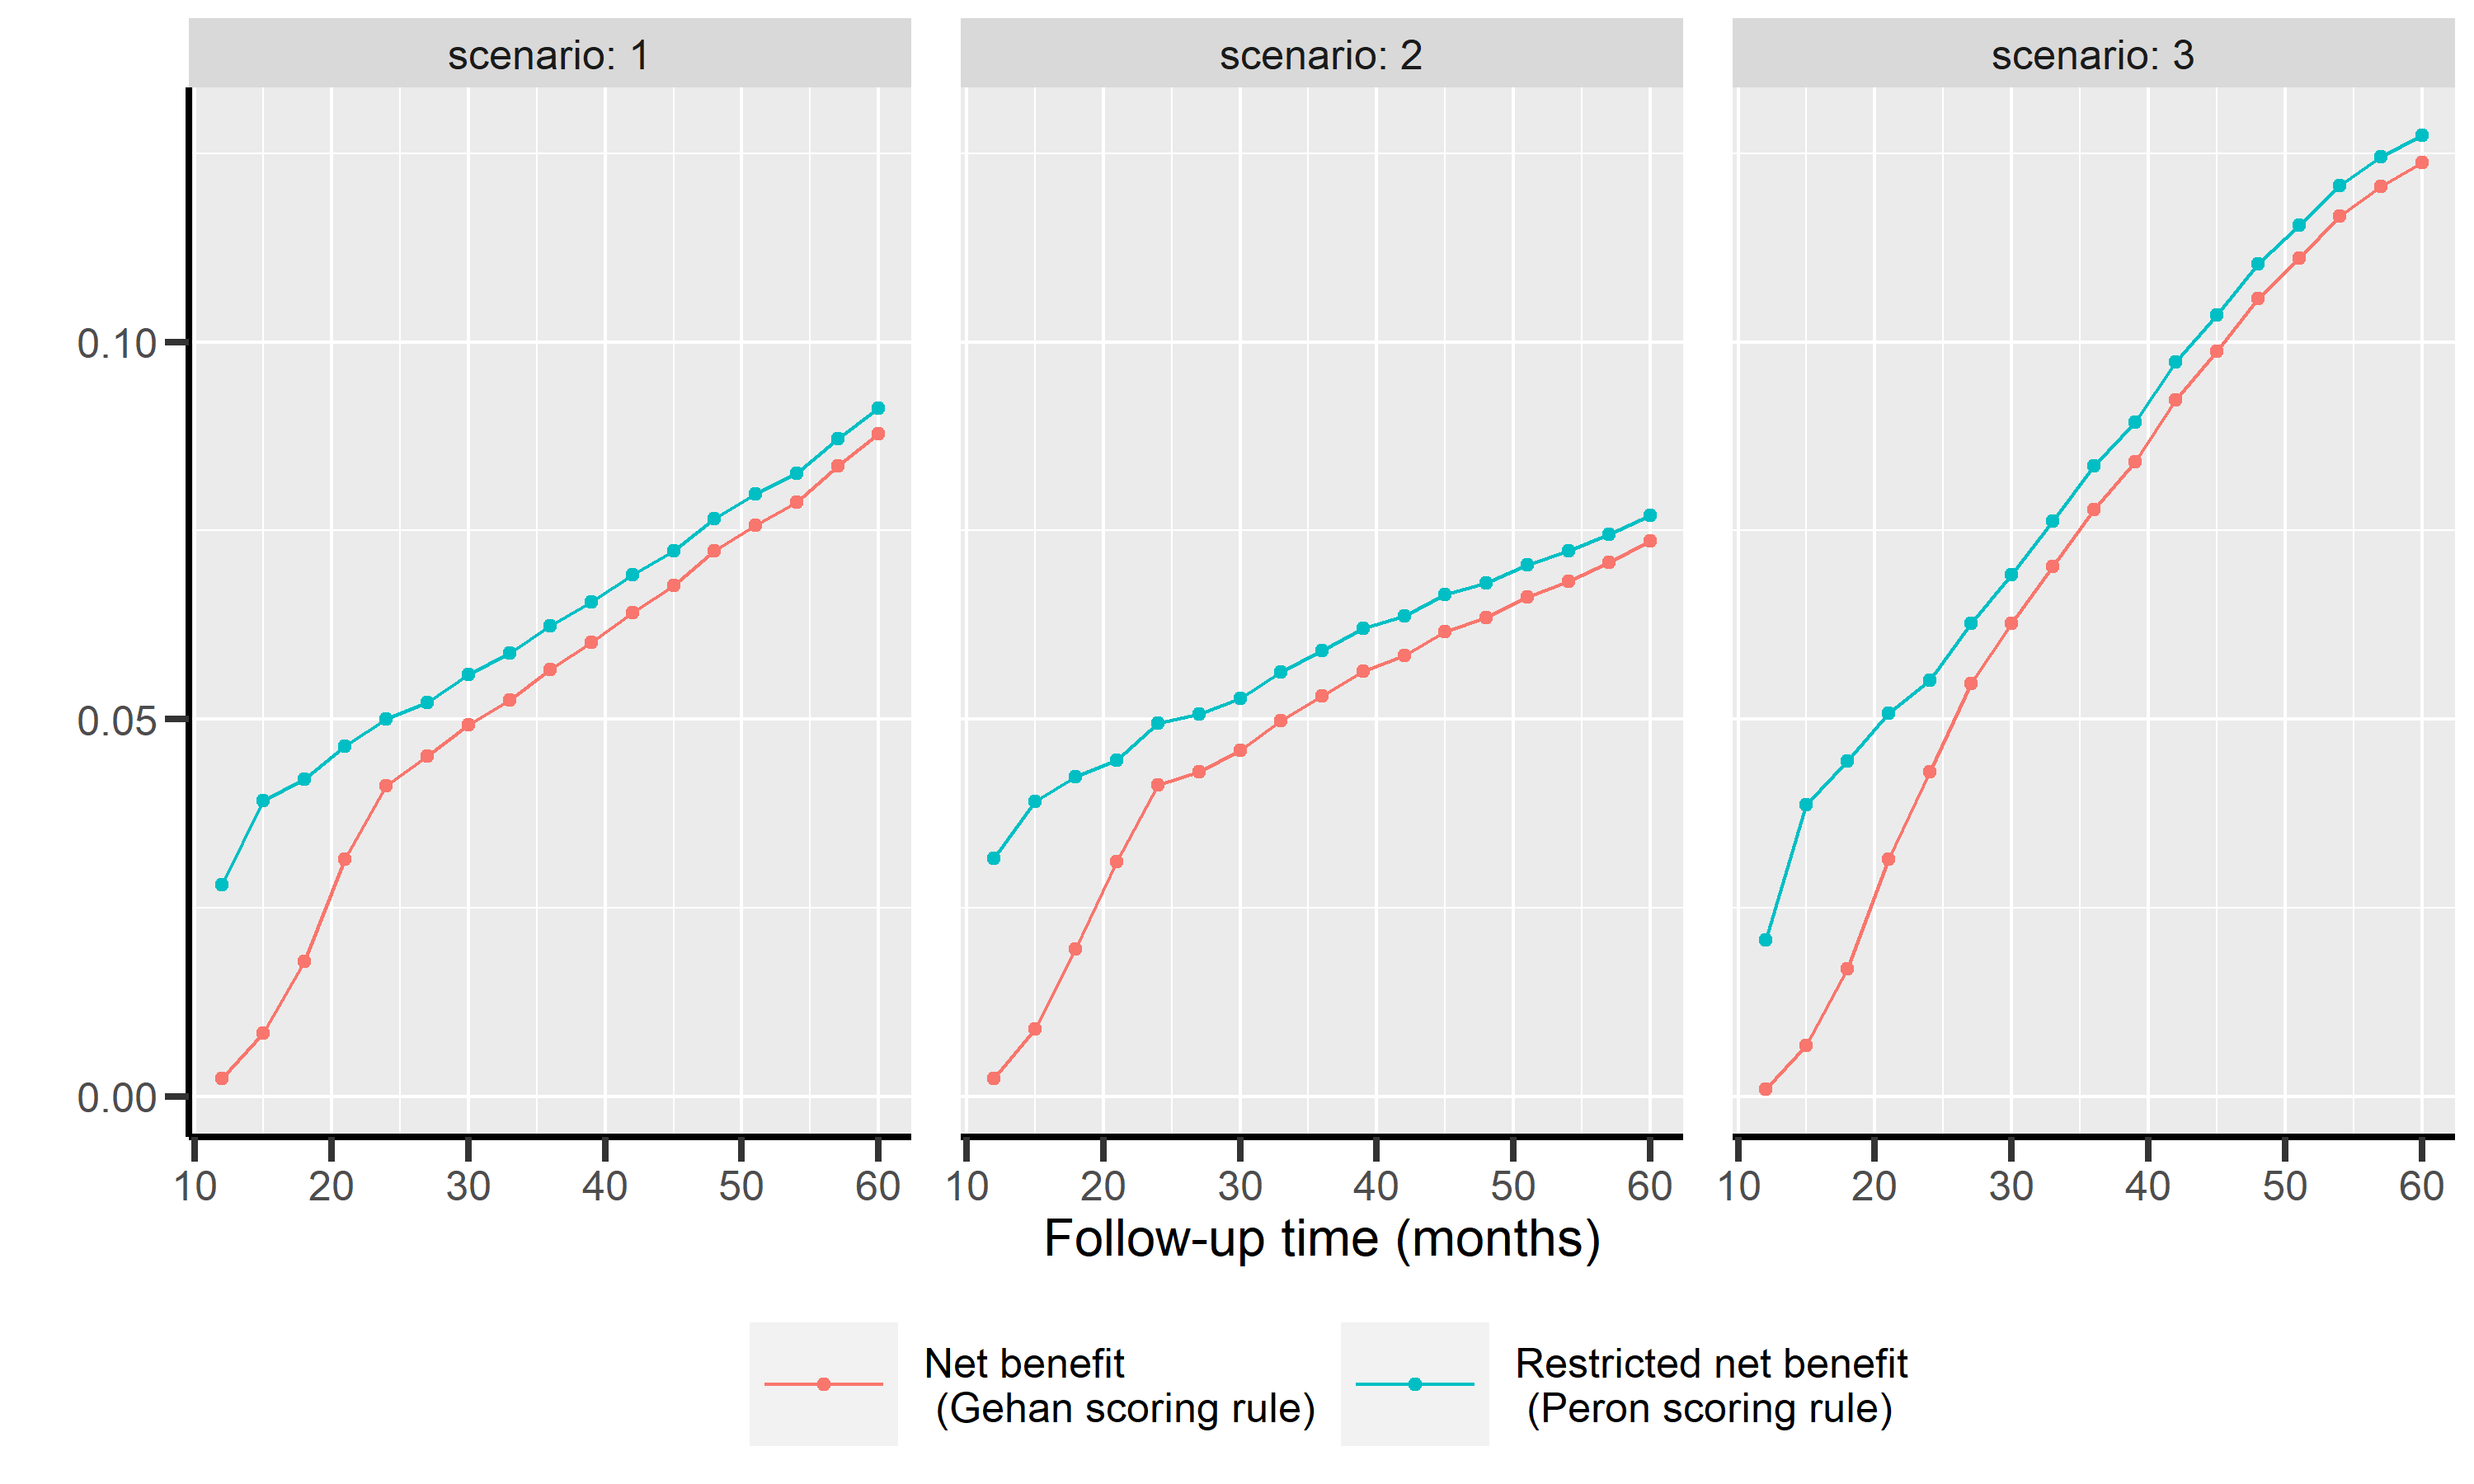 scenario: 1
scenario: 2
scenario: 3
0.10
0.05
0.00
10 20 30 40 50 60
10 20 30 40 50 60
10 20 30 40 50 60
Follow-up time (months)
Net benefit
(Gehan scoring rule)
Restricted net benefit
(Peron scoring rule)